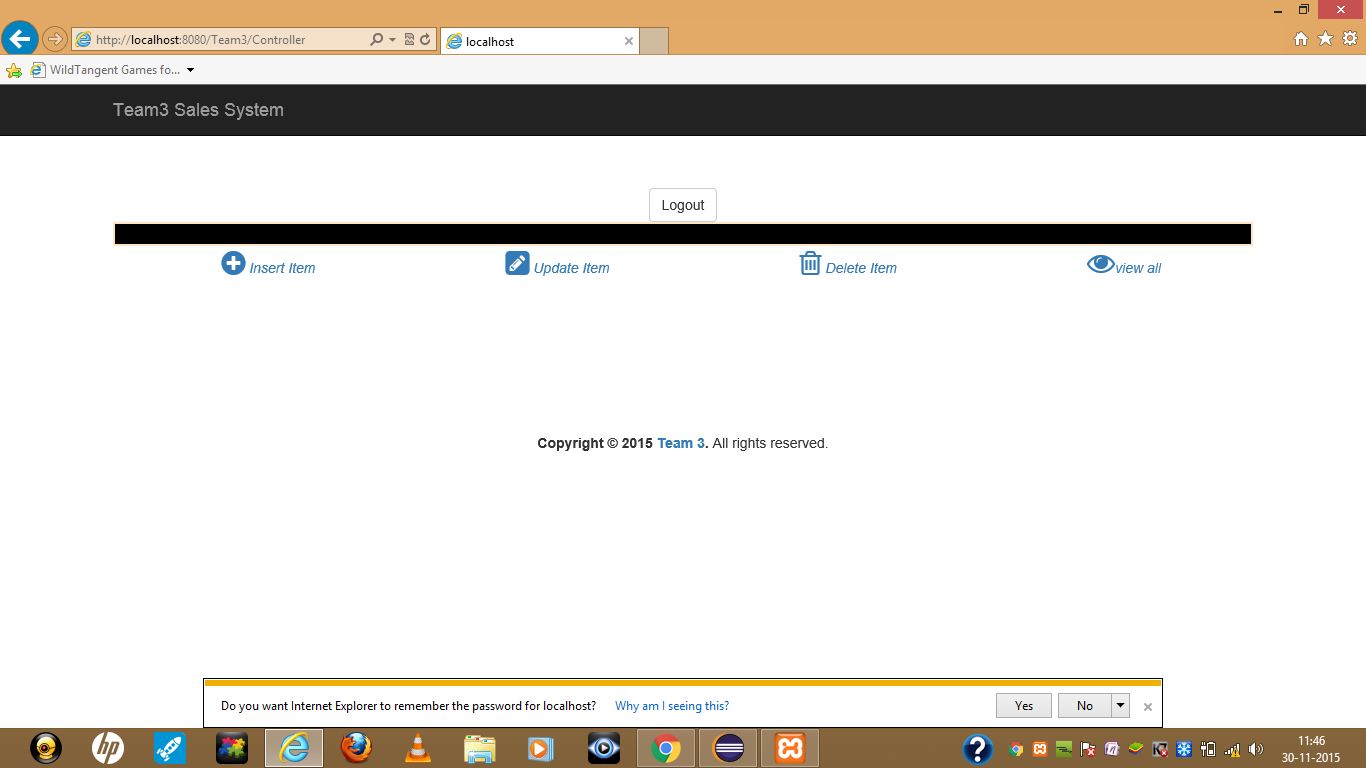 http://localhost:8080/Team3/Controller
localhost
WildTangent Games fo...
Team3 Sales System
Logout
Insert Item
Update Item
Delete Item
view all
Copyright © 2015 Team 3. All rights reserved.
Do you want Internet Explorer to remember the password for localhost? Why am I seeing this?
Yes
No
hp
11:46
30-11-2015